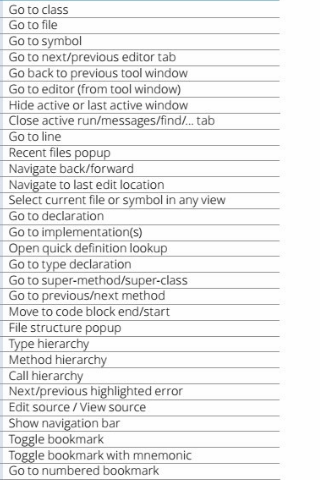 Go to class
Go to file
Go to symbol
Go to next/previous editor tab
Go back to previous tool window
Go to editor (from tool window)
Hide active or last active window
Close active run/messages/find/... tab
Go to line
Recent files popup
Navigate back/forward
Navigate to last edit location
Select current file or symbol in any view
Go to declaration
Go to implementation(s)
Open quick definition lookup
Go to type declaration
Go to super-method/super-class
Go to previous/next method
Move to code block end/start
File structure popup
Type hierarchy
Method hierarchy
Call hierarchy
Next/previous highlighted error
Edit source / View source
Show navigation bar
Toggle bookmark
Toggle bookmark with mnemonic
Go to numbered bookmark